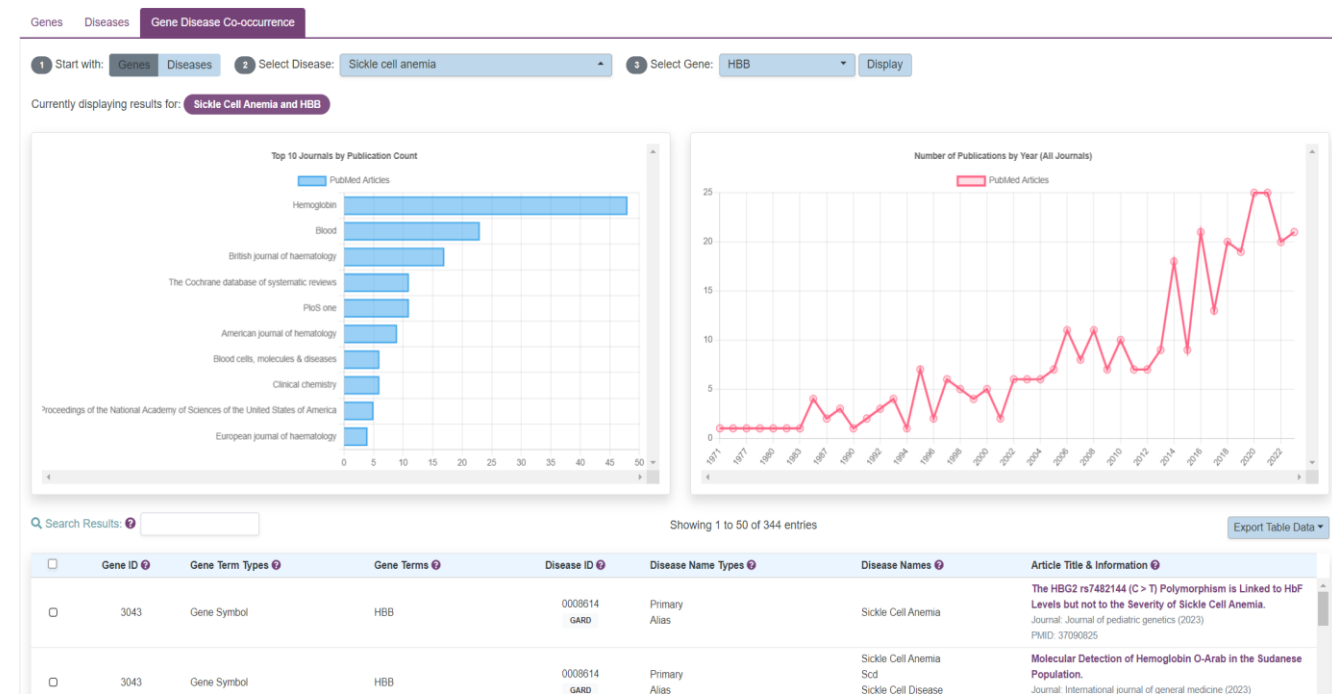 Genes Diseases Gene Disease Co-occurrence
1 Start with: Genes Diseases 2 Select Disease: Sickle cell anemia 3 Select Gene: HBB Display
Currently displaying results for: Sickle Cell Anemia and HBB
Top 10 Journals by Publication Count
PubMed Articles
Hemoglobin
Blood
British journal of haematology
The Cochrane database of systematic reviews
PloS one
American journal of hematology
Blood cells, molecules & diseases
Clinical chemistry
Proceedings of the National Academy of Sciences of the United States of America
European journal of haematology
0 5 10 15 20 25 30 35 40 45 50
Number of Publications by Year (All Journals)
PubMed Articles
25
20
15
10
5
0
1971 1977 1980 1983 1987 1990 1992 1994 1996 1998 2000 2002 2004 2006 2008 2010 2012 2014 2016 2018 2020 2022
Search Results: ? Showing 1 to 50 of 344 entries Export Table Data
Gene ID ? Gene Term Types ? Gene Terms ? Disease ID ? Disease Name Types ? Disease Names ? Article Title & Information ?
3043 Gene Symbol HBB 0008614 Primary Sickle Cell Anemia The HBG2 rs7482144 (C > T) Polymorphism is Linked to HbF
GARD Alias Levels but not to the Severity of Sickle Cell Anemia.
Journal: Journal of pediatric genetics (2023)
PMID: 37090825
3043 Gene Symbol HBB 0008614 Primary Sickle Cell Anemia Molecular Detection of Hemoglobin O-Arab in the Sudanese
GARD Alias Scd Population.
Sickle Cell Disease Journal: International journal of general medicine (2023)